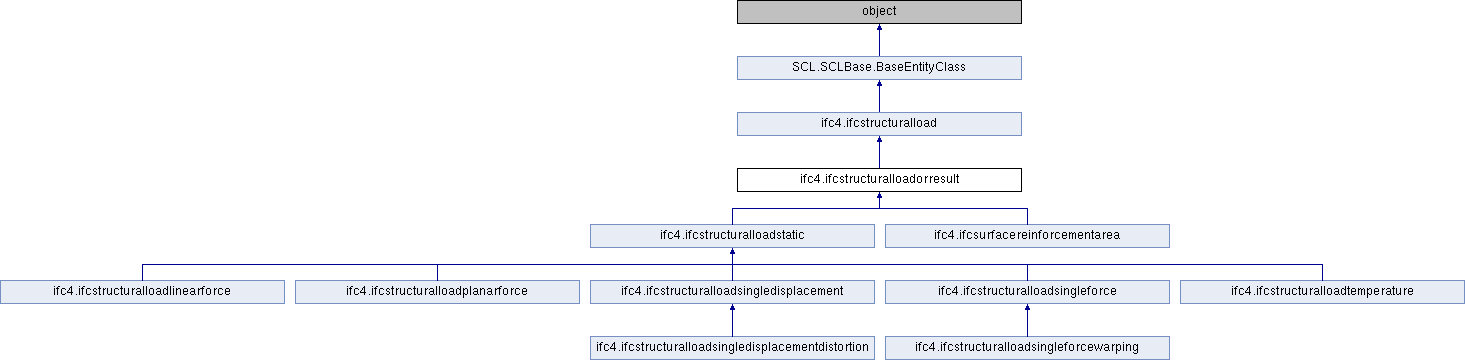 object
SCL.SCLBase.BaseEntityClass
ifc4.ifcstructuralload
ifc4.ifcstructuralloadorresult
ifc4.ifcstructuralloadstatic
ifc4.ifcsurfacereinforcementarea
ifc4.ifcstructuralloadlinearforce
ifc4.ifcstructuralloadplanarforce
ifc4.ifcstructuralloadsingledisplacement
ifc4.ifcstructuralloadsingleforce
ifc4.ifcstructuralloadtemperature
ifc4.ifcstructuralloadsingledisplacementdistortion
ifc4.ifcstructuralloadsingleforcewarping